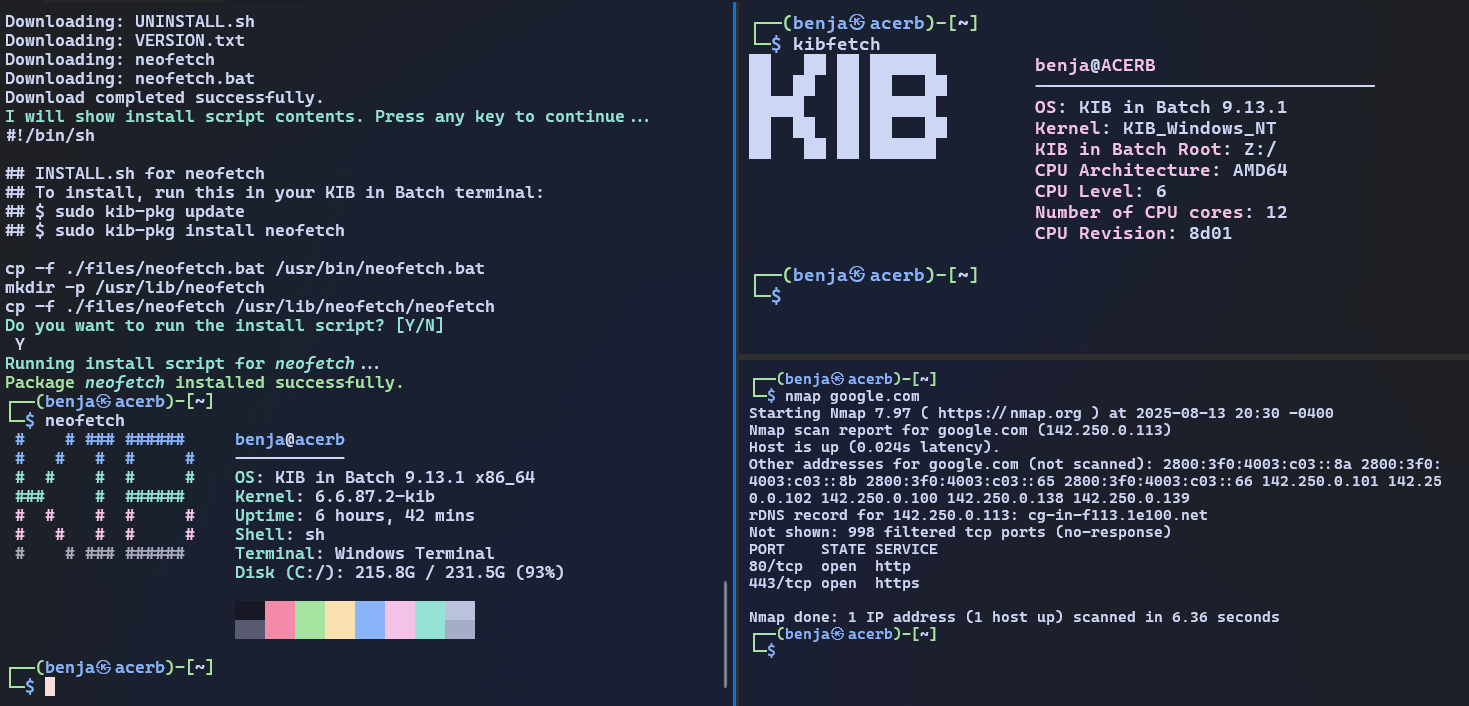 Downloading: UNINSTALL.sh
Downloading: VERSION.txt
Downloading: neofetch
Downloading: neofetch.bat
Download completed successfully.
I will show install script contents. Press any key to continue...
#!/bin/sh
## INSTALL.sh for neofetch
## To install, run this in your KIB in Batch terminal:
## $ sudo kib-pkg update
## $ sudo kib-pkg install neofetch
cp -f ./files/neofetch.bat /usr/bin/neofetch.bat
mkdir -p /usr/lib/neofetch
cp -f ./files/neofetch /usr/lib/neofetch/neofetch
Do you want to run the install script? [Y/N]
Y
Running install script for neofetch...
Package neofetch installed successfully.
┌──(benja㉿acerb)-[~]
└─$ neofetch
#    # ### ######
#   #   #  #     #
#  #    #  #     #
###     #  ######
#  #    #  #     #
#   #   #  #     #
#    # ### ######
benja@acerb
OS: KIB in Batch 9.13.1 x86_64
Kernel: 6.6.87.2-kib
Uptime: 6 hours, 42 mins
Shell: sh
Terminal: Windows Terminal
Disk (C:/): 215.8G / 231.5G (93%)
┌──(benja㉿acerb)-[~]
└─$
┌──(benja㉿acerb)-[~]
└─$ kibfetch
KIB
benja@ACERB
OS: KIB in Batch 9.13.1
Kernel: KIB_Windows_NT
KIB in Batch Root: Z:/
CPU Architecture: AMD64
CPU Level: 6
Number of CPU cores: 12
CPU Revision: 8d01
┌──(benja㉿acerb)-[~]
└─$
┌──(benja㉿acerb)-[~]
└─$ nmap google.com
Starting Nmap 7.97 ( https://nmap.org ) at 2025-08-13 20:30 -0400
Nmap scan report for google.com (142.250.0.113)
Host is up (0.024s latency).
Other addresses for google.com (not scanned): 2800:3f0:4003:c03::8a 2800:3f0:
4003:c03::8b 2800:3f0:4003:c03::65 2800:3f0:4003:c03::66 142.250.0.101 142.25
0.0.102 142.250.0.100 142.250.0.138 142.250.0.139
rDNS record for 142.250.0.113: cg-in-f113.1e100.net
Not shown: 998 filtered tcp ports (no-response)
PORT    STATE SERVICE
80/tcp  open  http
443/tcp open  https
Nmap done: 1 IP address (1 host up) scanned in 6.36 seconds
┌──(benja㉿acerb)-[~]
└─$